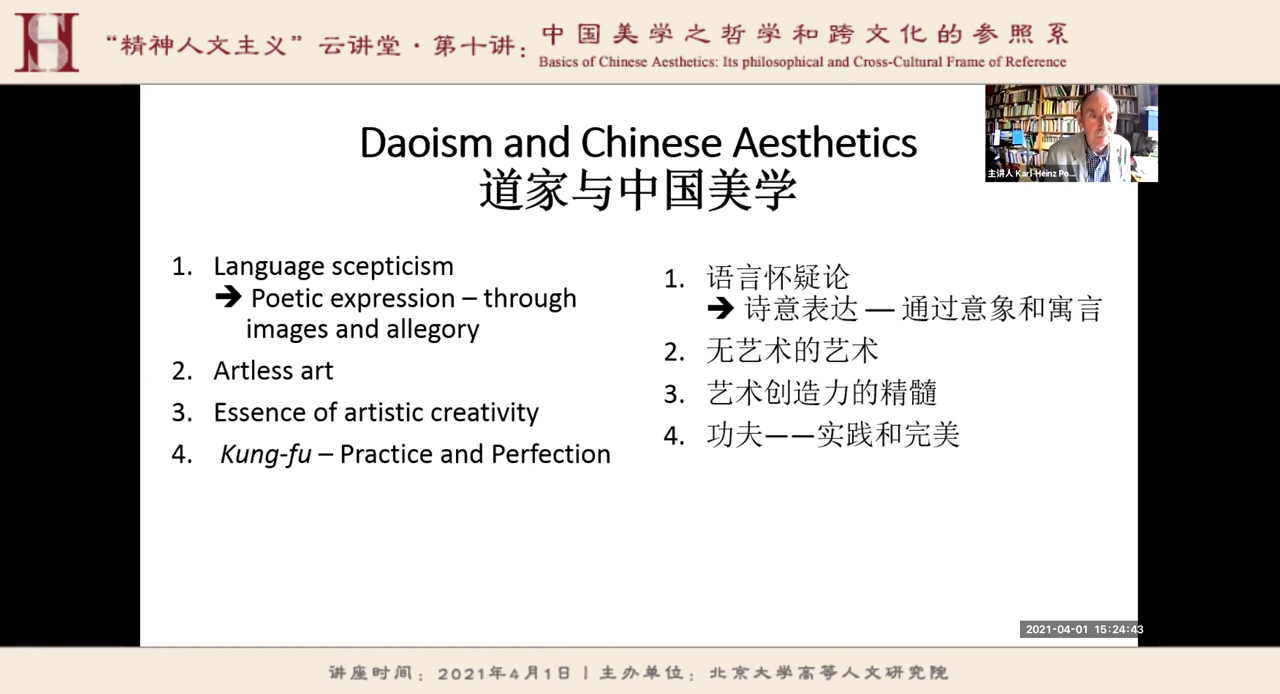 “精神人文主义”云讲堂·第十讲：
中国美学之哲学和跨文化的参照系
Basics of Chinese Aesthetics: Its philosophical and Cross-Cultural Frame of Reference
主讲人 Karl-Heinz Po...
Daoism and Chinese Aesthetics
道家与中国美学
1. Language scepticism
➔ Poetic expression – through
images and allegory
2. Artless art
3. Essence of artistic creativity
4. Kung-fu – Practice and Perfection
1. 语言怀疑论
➔ 诗意表达 — 通过意象和寓言
2. 无艺术的艺术
3. 艺术创造力的精髓
4. 功夫——实践和完美
2021-04-01 15:24:43
讲座时间：2021年4月1日 | 主办单位：北京大学高等人文研究院